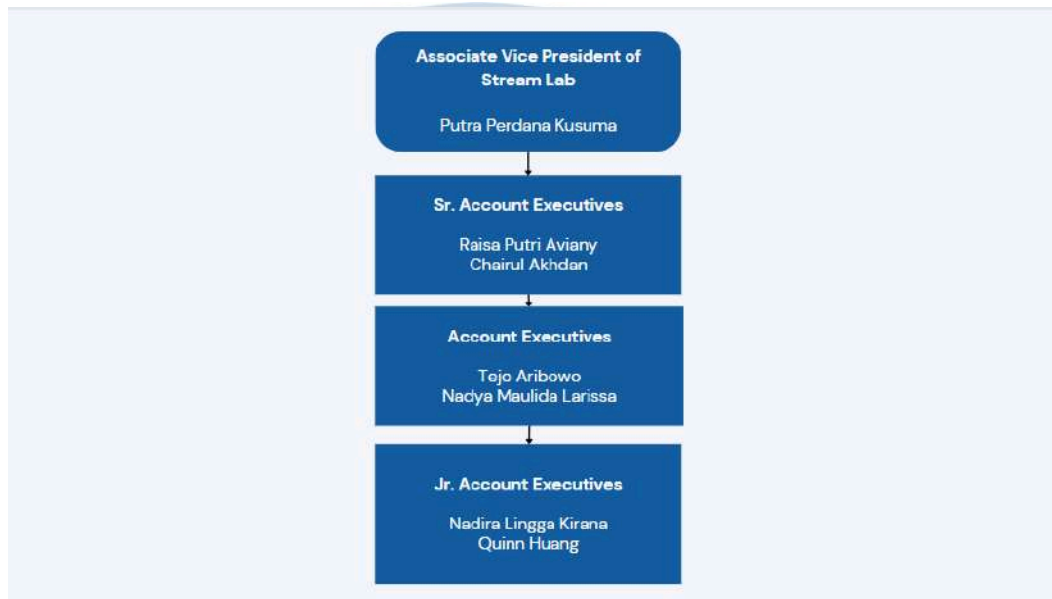 Associate Vice President of
Stream Lab
Putra Perdana Kusuma
Sr. Account Executives
Raisa Putri Aviany
Chairul Akhdan
Account Executives
Tejo Aribowo
Nadya Maulida Larissa
Jr. Account Executives
Nadira Lingga Kirana
Quinn Huang